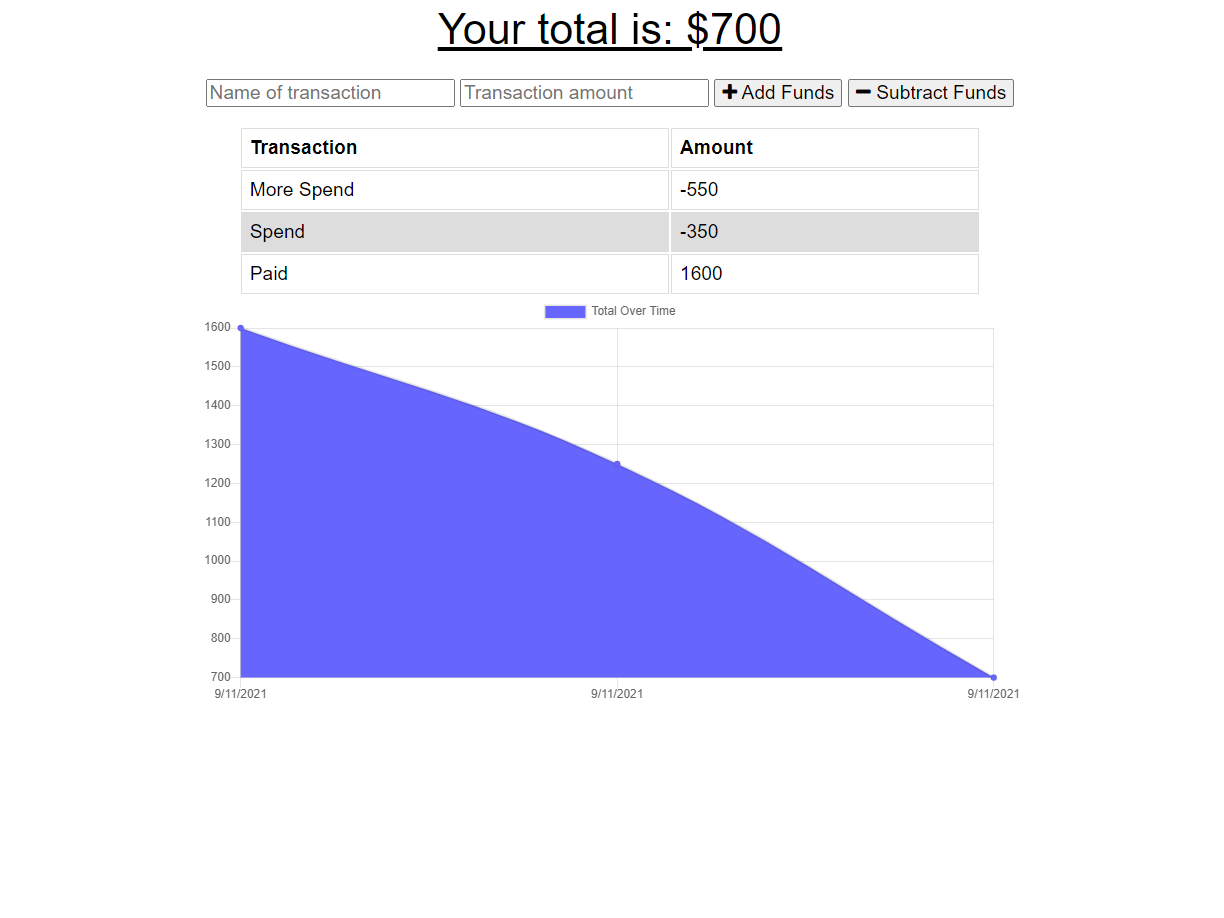 Your total is: $700
Name of transaction Transaction amount Add Funds Subtract Funds
Transaction Amount
More Spend -550
Spend -350
Paid 1600
Total Over Time
1600
1500
1400
1300
1200
1100
1000
900
800
700
9/11/2021 9/11/2021 9/11/2021